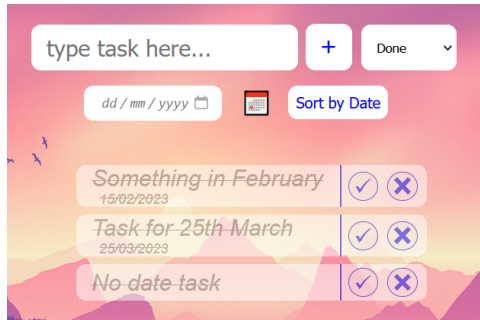 type task here...
+
Done
dd / mm / yyyy
Sort by Date
Something in February
15/02/2023
Task for 25th March
25/03/2023
No date task